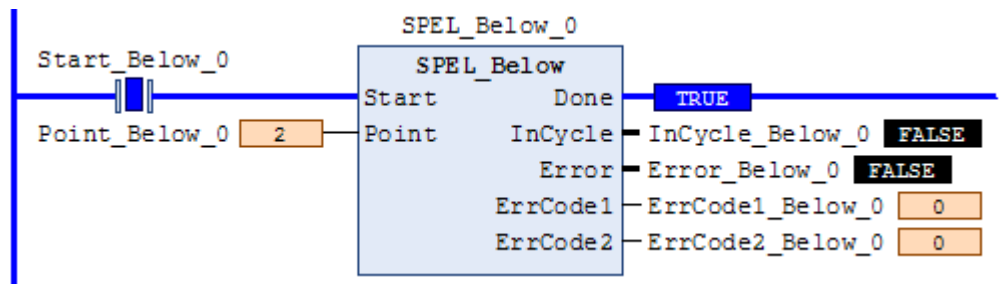 SPEL_Below_0
Start_Below_0
SPEL_Below
Start Done TRUE
Point_Below_0 2 Point InCycle InCycle_Below_0 FALSE
Error Error_Below_0 FALSE
ErrCode1 ErrCode1_Below_0 0
ErrCode2 ErrCode2_Below_0 0